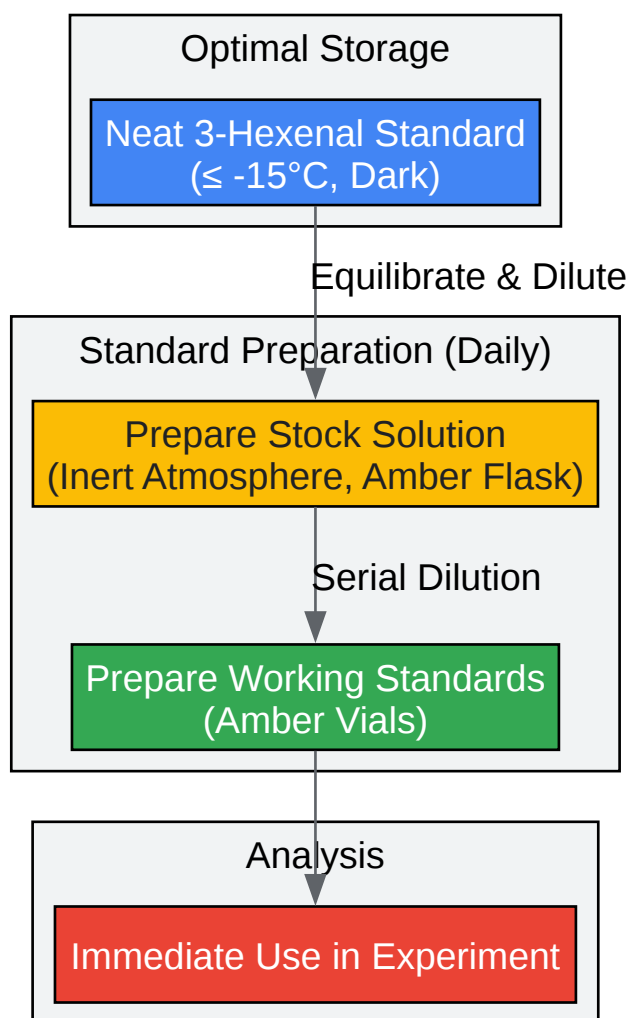 Optimal Storage
Neat 3-Hexenal Standard
(≤ -15°C, Dark)
Equilibrate & Dilute
Standard Preparation (Daily)
Prepare Stock Solution
(Inert Atmosphere, Amber Flask)
Serial Dilution
Prepare Working Standards
(Amber Vials)
Analysis
Immediate Use in Experiment